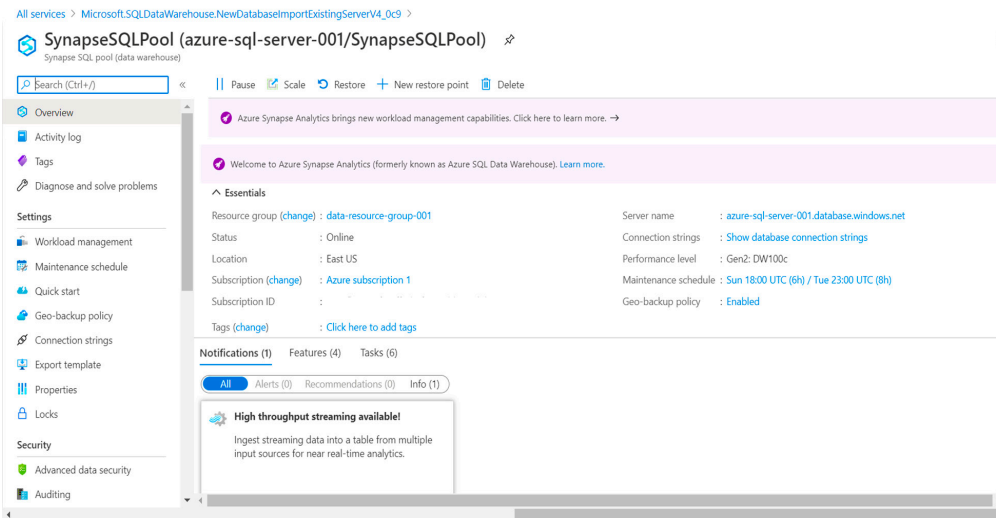 All services > Microsoft.SQLDataWarehouse.NewDatabaseImportExistingServerV4_0c9 >
SynapseSQLPool (azure-sql-server-001/SynapseSQLPool)
Synapse SQL pool (data warehouse)
Search (Ctrl+/)
«
Pause Scale Restore New restore point Delete
Overview
Activity log
Tags
Diagnose and solve problems
Settings
Workload management
Maintenance schedule
Quick start
Geo-backup policy
Connection strings
Export template
Properties
Locks
Security
Advanced data security
Auditing
Azure Synapse Analytics brings new workload management capabilities. Click here to learn more. →
Welcome to Azure Synapse Analytics (formerly known as Azure SQL Data Warehouse). Learn more.
Essentials
Resource group (change) : data-resource-group-001
Status : Online
Location : East US
Subscription (change) : Azure subscription 1
Subscription ID :
Tags (change) : Click here to add tags
Server name : azure-sql-server-001.database.windows.net
Connection strings : Show database connection strings
Performance level : Gen2: DW100c
Maintenance schedule : Sun 18:00 UTC (6h) / Tue 23:00 UTC (8h)
Geo-backup policy : Enabled
Notifications (1) Features (4) Tasks (6)
All Alerts (0) Recommendations (0) Info (1)
High throughput streaming available!
Ingest streaming data into a table from multiple
input sources for near real-time analytics.